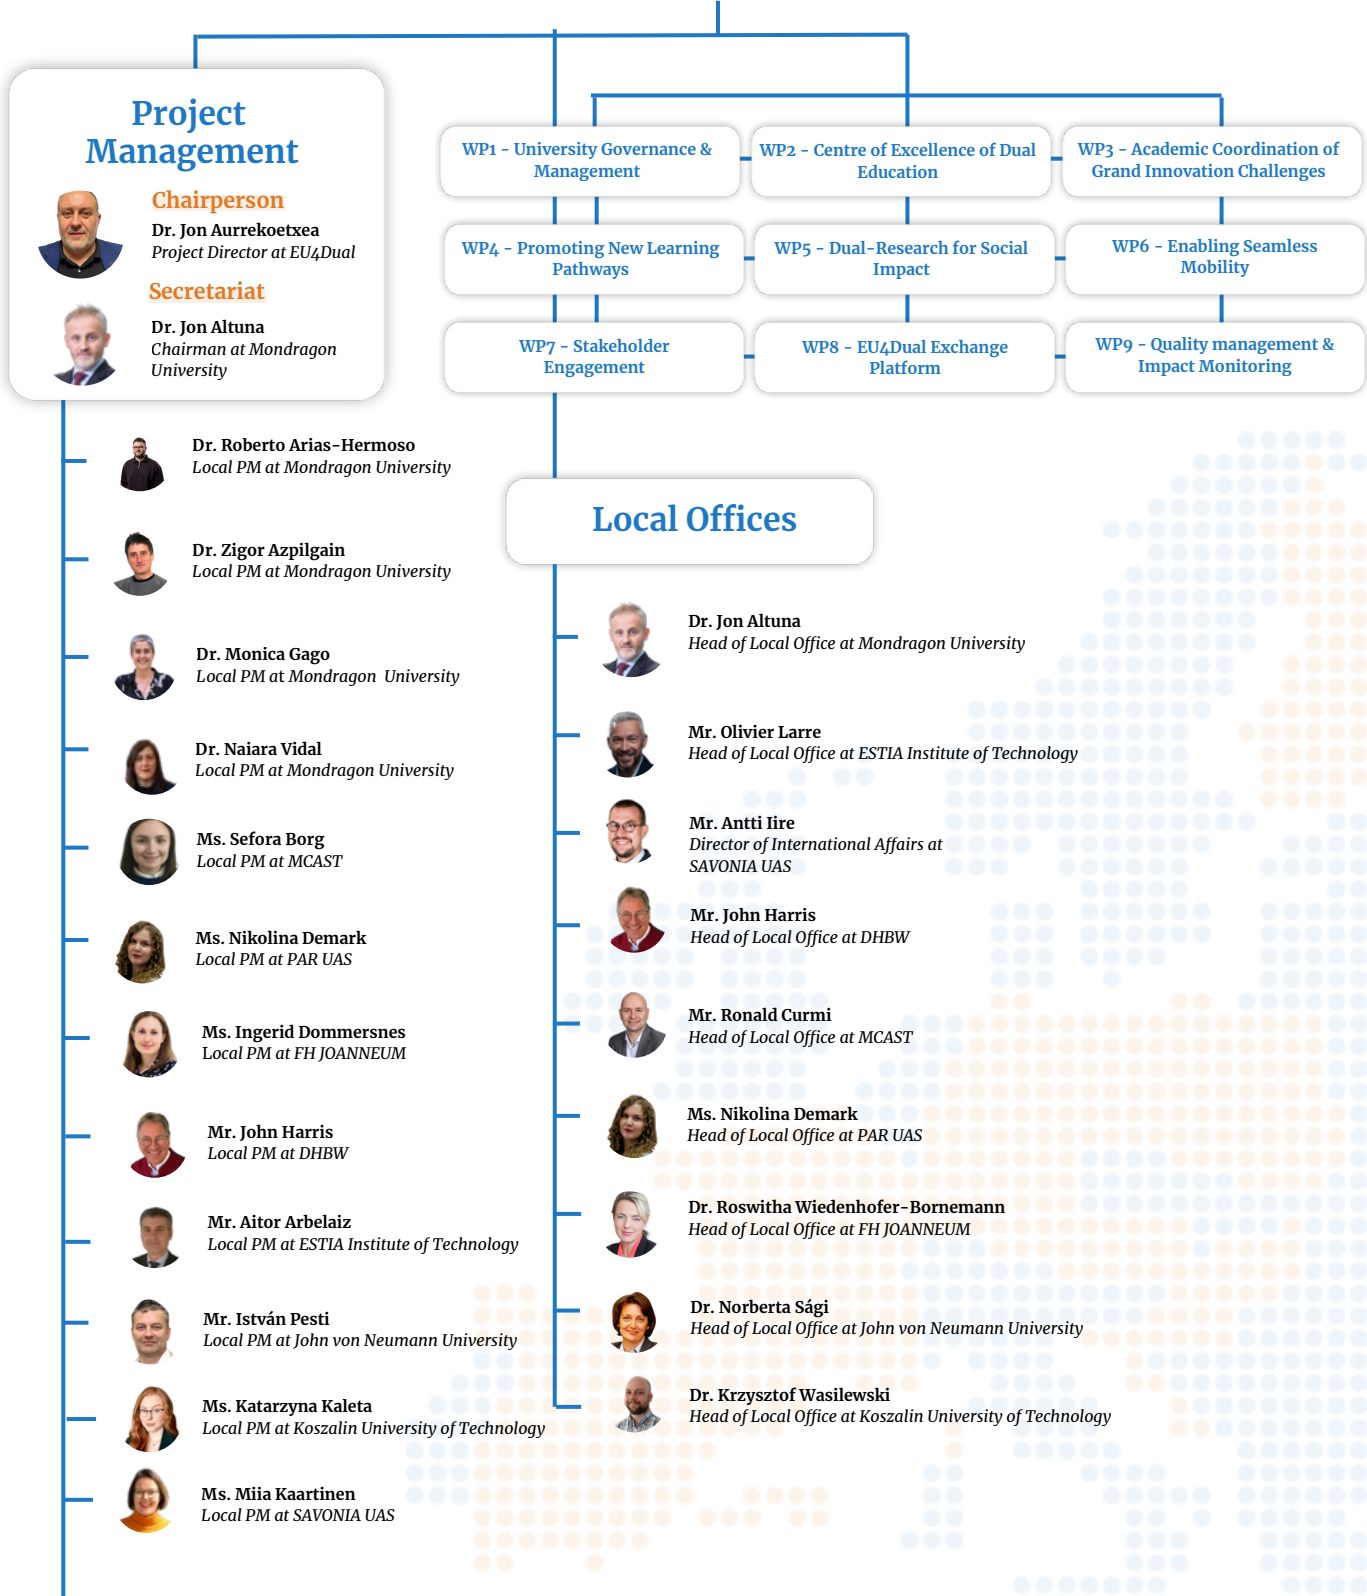 Project
Management
Chairperson
Dr. Jon Aurrekoetxea
Project Director at EU4Dual
Secretariat
Dr. Jon Altuna
Chairman at Mondragon
University
WP1 - University Governance &
Management
WP2 - Centre of Excellence of Dual
Education
WP3 - Academic Coordination of
Grand Innovation Challenges
WP4 - Promoting New Learning
Pathways
WP5 - Dual-Research for Social
Impact
WP6 - Enabling Seamless
Mobility
WP7 - Stakeholder
Engagement
WP8 - EU4Dual Exchange
Platform
WP9 - Quality management &
Impact Monitoring
Dr. Roberto Arias-Hermoso
Local PM at Mondragon University
Dr. Zigor Azpilgain
Local PM at Mondragon University
Dr. Monica Gago
Local PM at Mondragon  University
Dr. Naiara Vidal
Local PM at Mondragon University
Ms. Sefora Borg
Local PM at MCAST
Ms. Nikolina Demark
Local PM at PAR UAS
Ms. Ingerid Dommersnes
Local PM at FH JOANNEUM
Mr. John Harris
Local PM at DHBW
Mr. Aitor Arbelaiz
Local PM at ESTIA Institute of Technology
Mr. István Pesti
Local PM at John von Neumann University
Ms. Katarzyna Kaleta
Local PM at Koszalin University of Technology
Ms. Miia Kaartinen
Local PM at SAVONIA UAS
Local Offices
Dr. Jon Altuna
Head of Local Office at Mondragon University
Mr. Olivier Larre
Head of Local Office at ESTIA Institute of Technology
Mr. Antti Iire
Director of International Affairs at
SAVONIA UAS
Mr. John Harris
Head of Local Office at DHBW
Mr. Ronald Curmi
Head of Local Office at MCAST
Ms. Nikolina Demark
Head of Local Office at PAR UAS
Dr. Roswitha Wiedenhofer-Bornemann
Head of Local Office at FH JOANNEUM
Dr. Norberta Sági
Head of Local Office at John von Neumann University
Dr. Krzysztof Wasilewski
Head of Local Office at Koszalin University of Technology